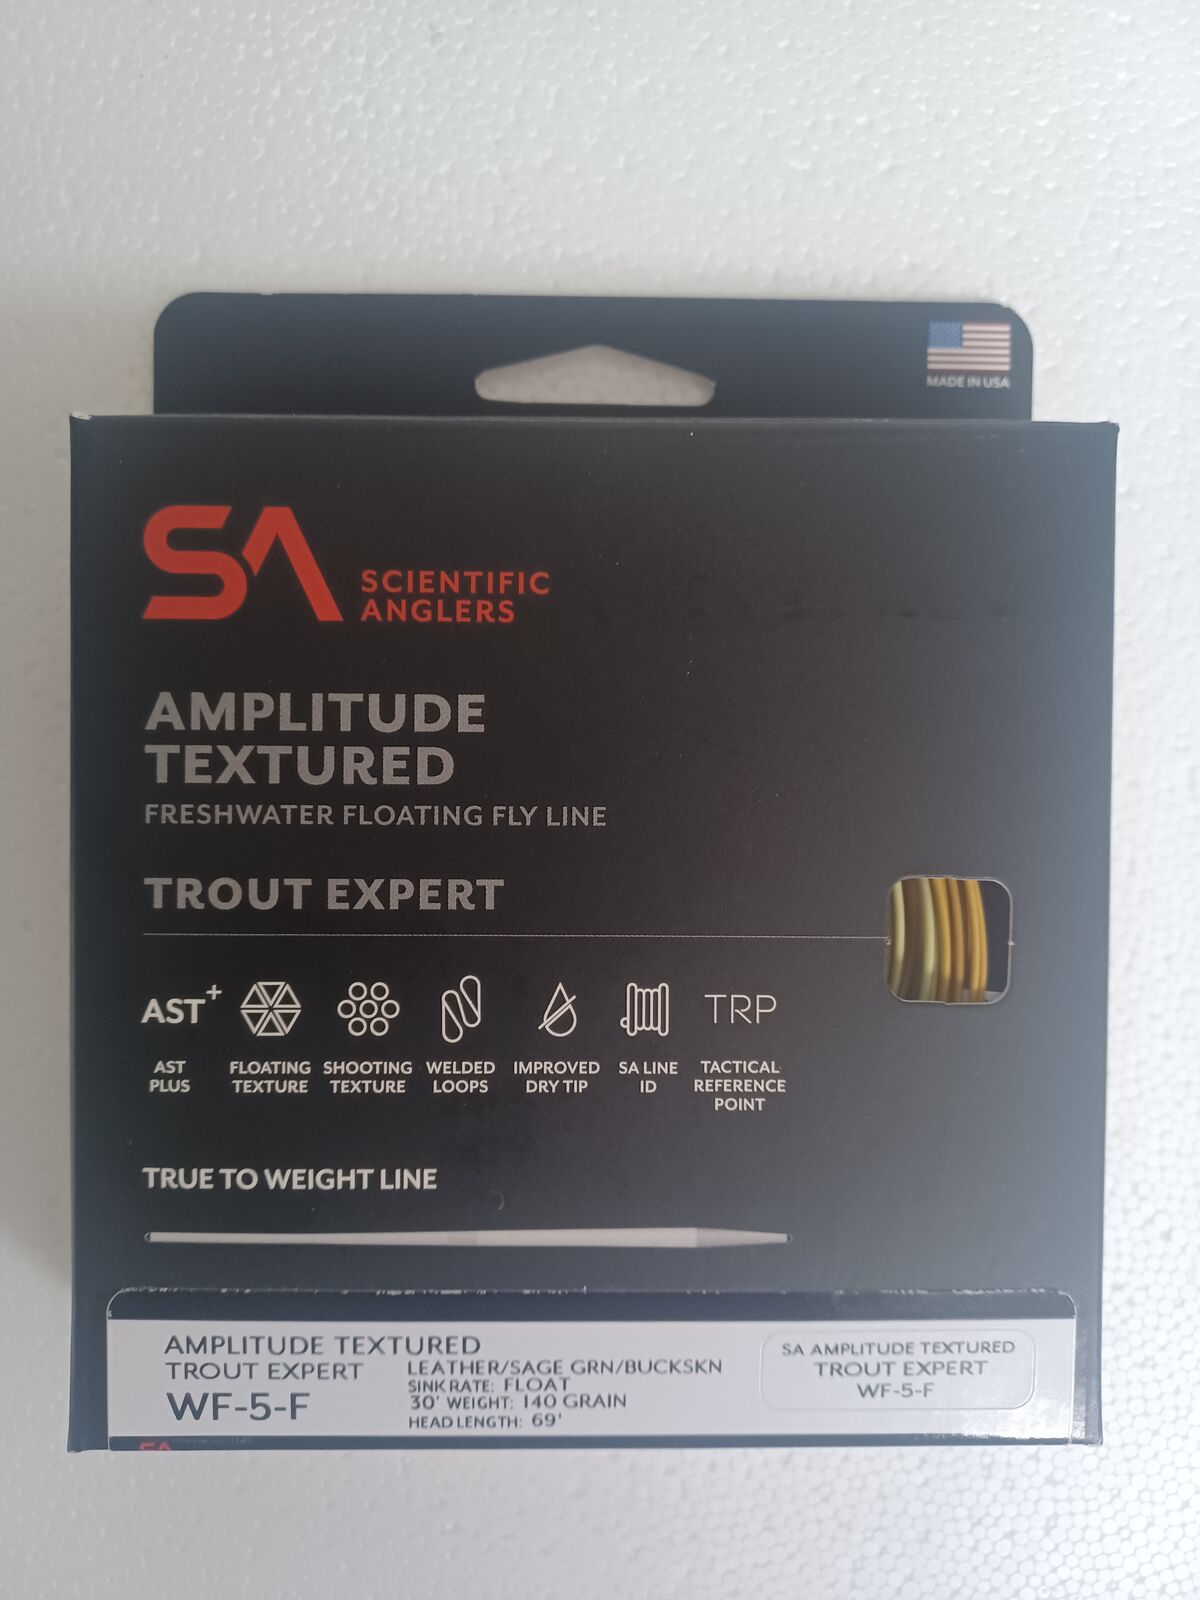 MADE IN USA
SA
SCIENTIFIC
ANGLERS
AMPLITUDE
TEXTURED
FRESHWATER FLOATING FLY LINE
TROUT EXPERT
AST+
TRP
AST
PLUS
FLOATING
TEXTURE
SHOOTING
TEXTURE
WELDED
LOOPS
IMPROVED
DRY TIP
SA LINE
ID
TACTICAL
REFERENCE
POINT
TRUE TO WEIGHT LINE
AMPLITUDE TEXTURED
TROUT EXPERT
WF-5-F
LEATHER/SAGE GRN/BUCKSKN
SINK RATE: FLOAT
30' WEIGHT: 140 GRAIN
HEAD LENGTH: 69'
SA AMPLITUDE TEXTURED
TROUT EXPERT
WF-5-F